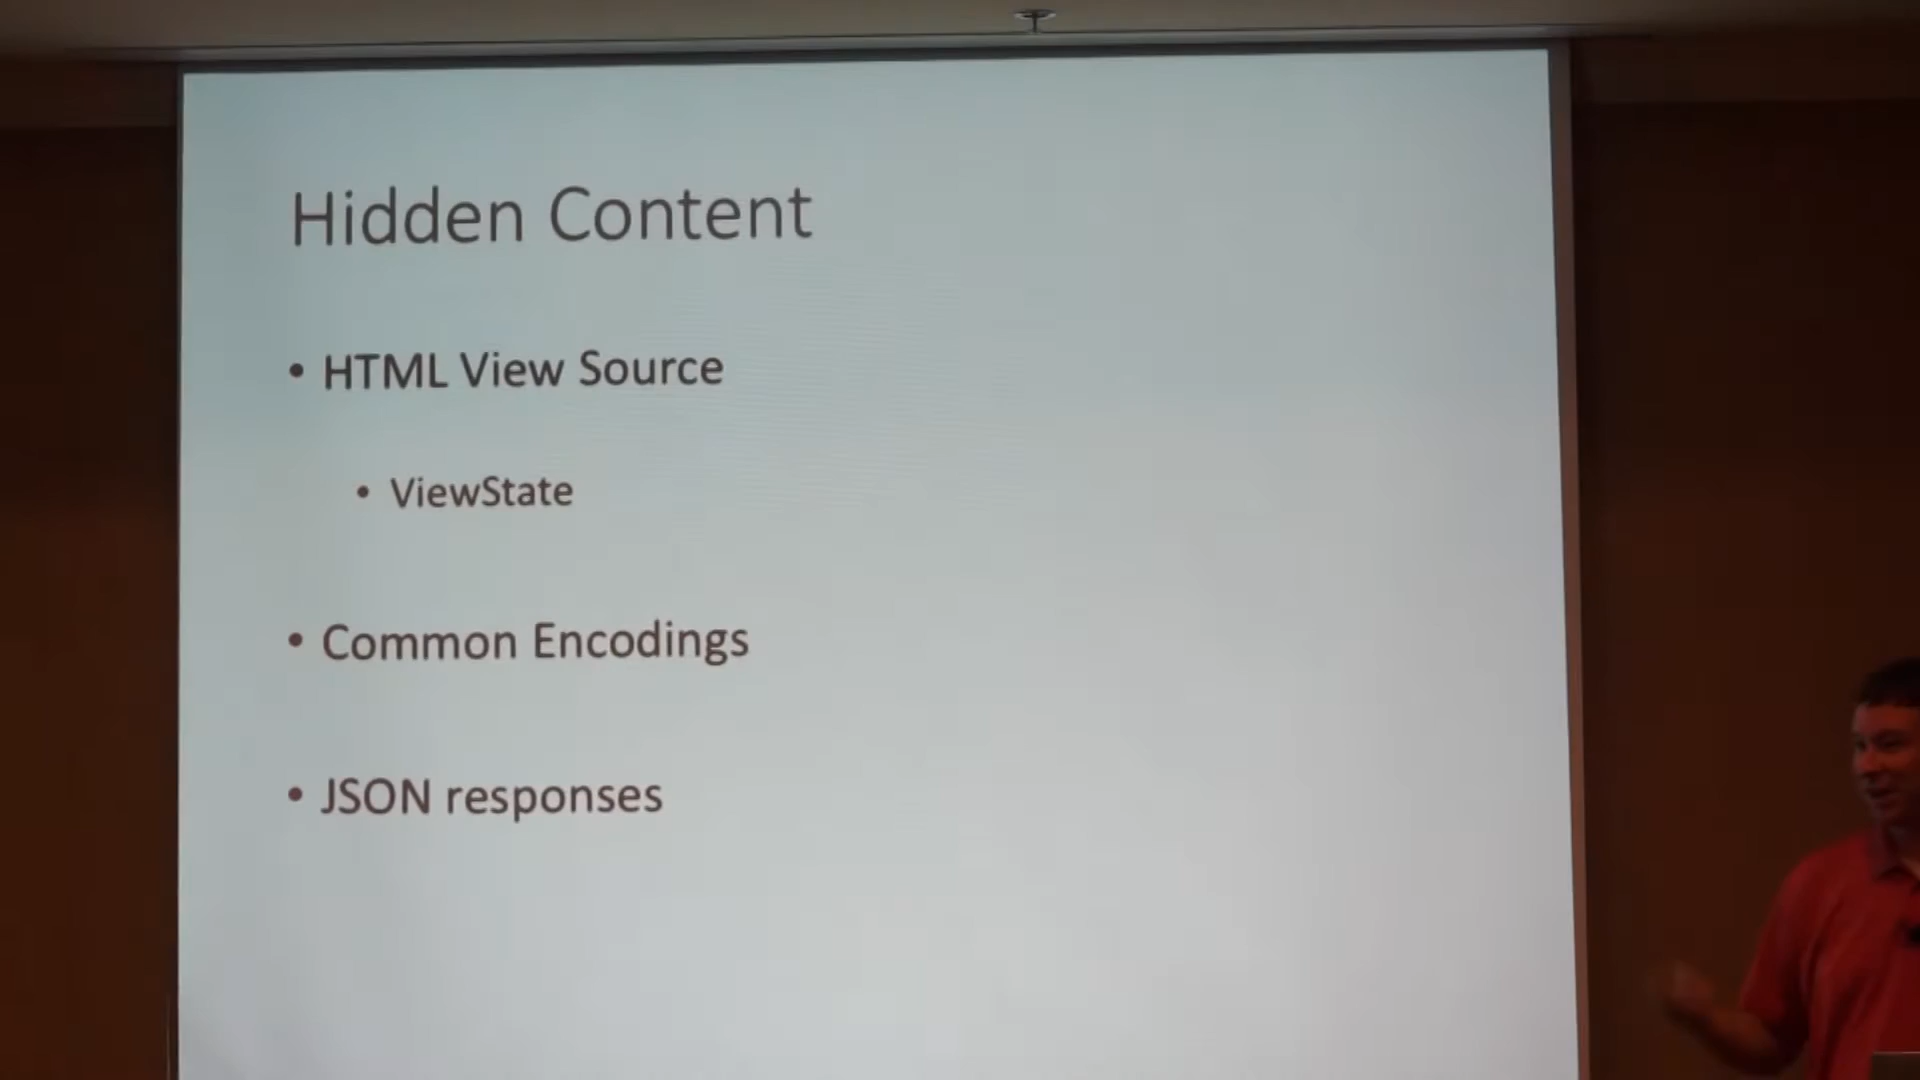 Hidden Content
• HTML View Source
• ViewState
• Common Encodings
• JSON responses